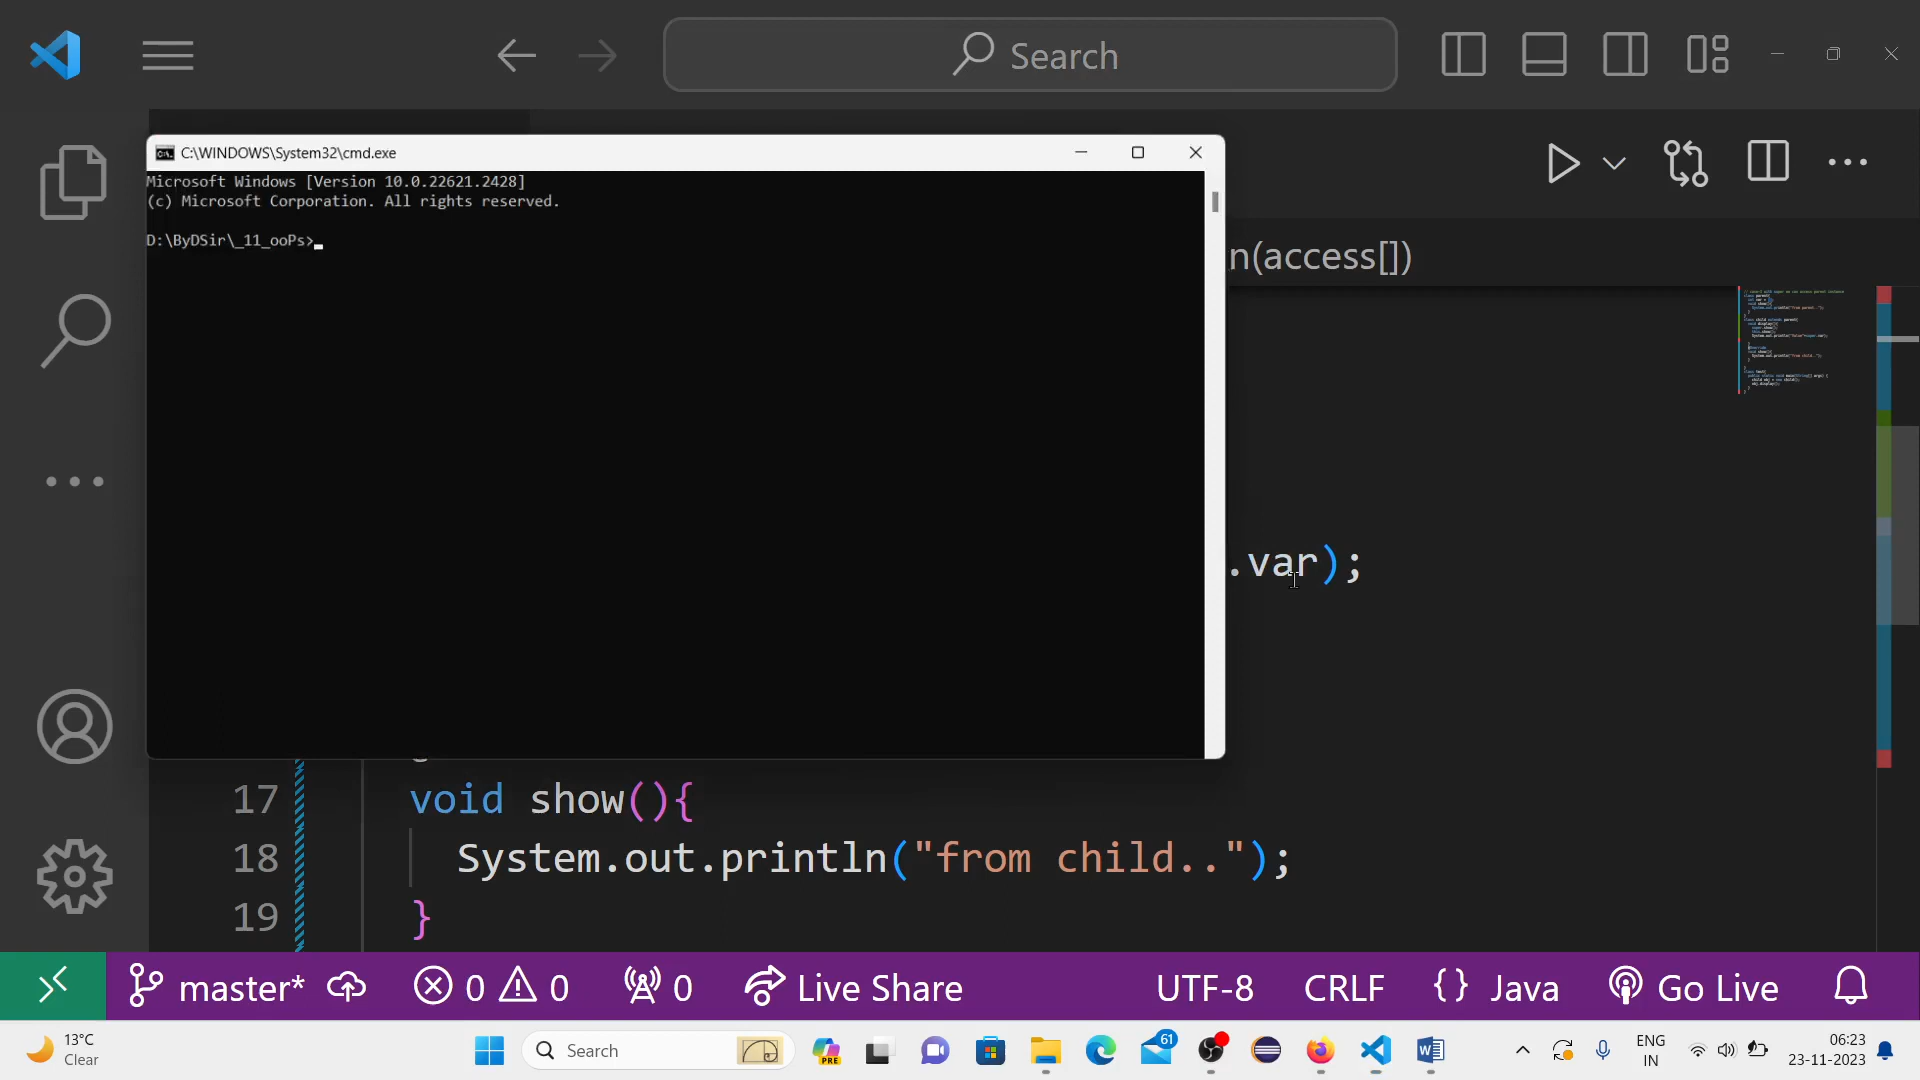 Search
C:\WINDOWS\System32\cmd.exe
Microsoft Windows [Version 10.0.22621.2428]
(c) Microsoft Corporation. All rights reserved.
D:\ByDSir\_11_ooPs>
n(access[])
.var);
17 void show(){
18 System.out.println("from child..");
19 }
master* 0 0 0 Live Share UTF-8 CRLF {} Java Go Live
13°C
Clear
Search
PRE
61
ENG
IN
06:23
23-11-2023